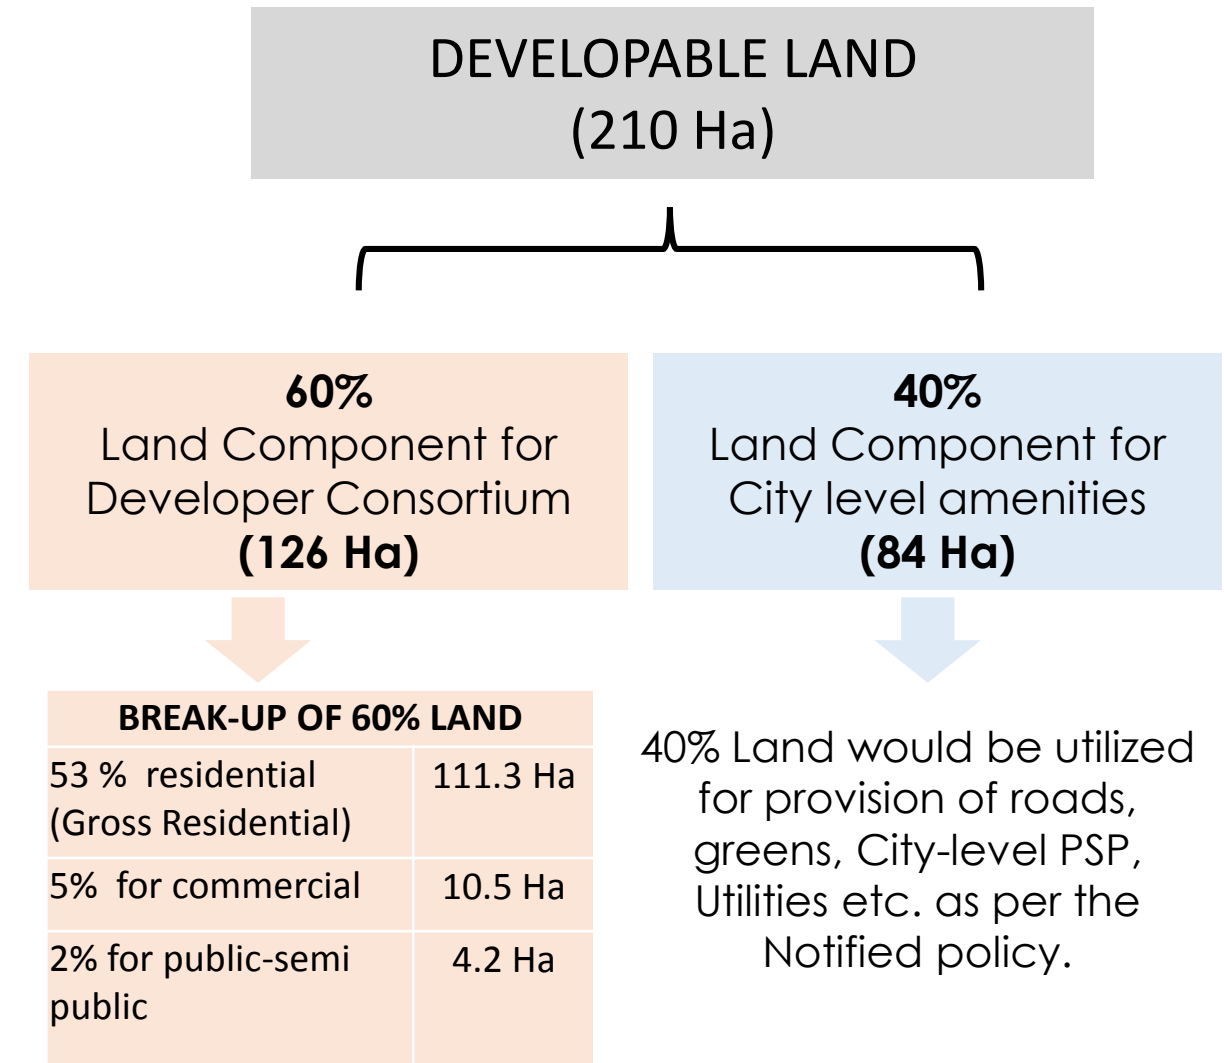 DEVELOPABLE LAND
(210 Ha)
60%
Land Component for
Developer Consortium
(126 Ha)
40%
Land Component for
City level amenities
(84 Ha)
BREAK-UP OF 60% LAND
53 % residential
(Gross Residential)
111.3 Ha
5% for commercial
10.5 Ha
2% for public-semi
public
4.2 Ha
40% Land would be utilized
for provision of roads,
greens, City-level PSP,
Utilities etc. as per the
Notified policy.